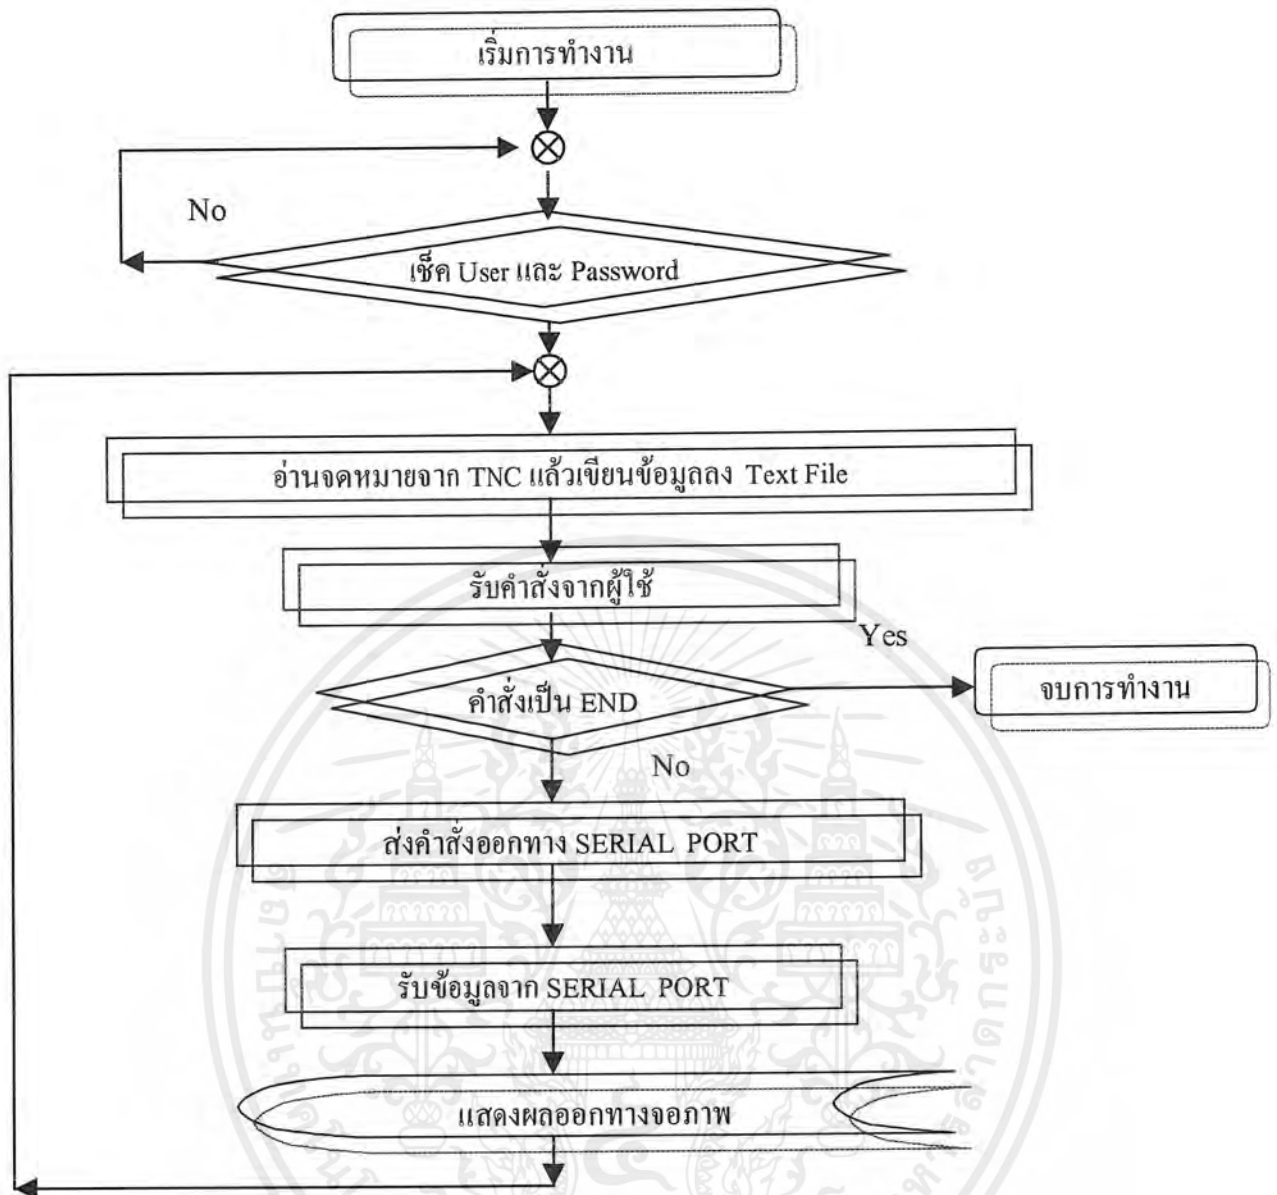 เริ่มการทำงาน
No
เช็ค User และ Password
อ่านจดหมายจาก TNC แล้วเขียนข้อมูลลง Text File
รับคำสั่งจากผู้ใช้
Yes
คำสั่งเป็น END
จบการทำงาน
No
ส่งคำสั่งออกทาง SERIAL PORT
รับข้อมูลจาก SERIAL PORT
แสดงผลออกทางจอภาพ